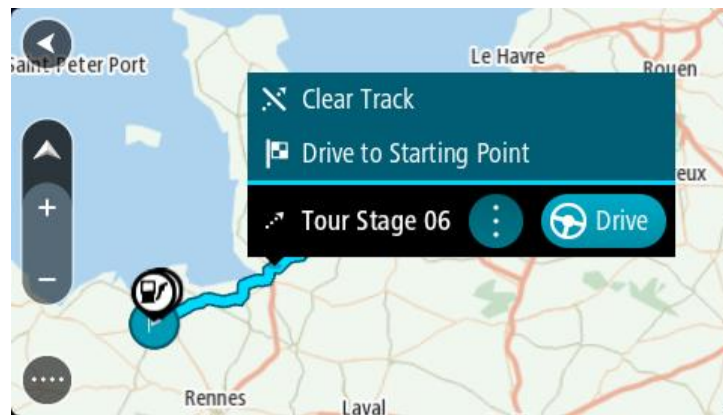 Saint Peter Port
Le Havre
Rouen
Clear Track
Drive to Starting Point
eux
Tour Stage 06
Drive
Rennes
Laval